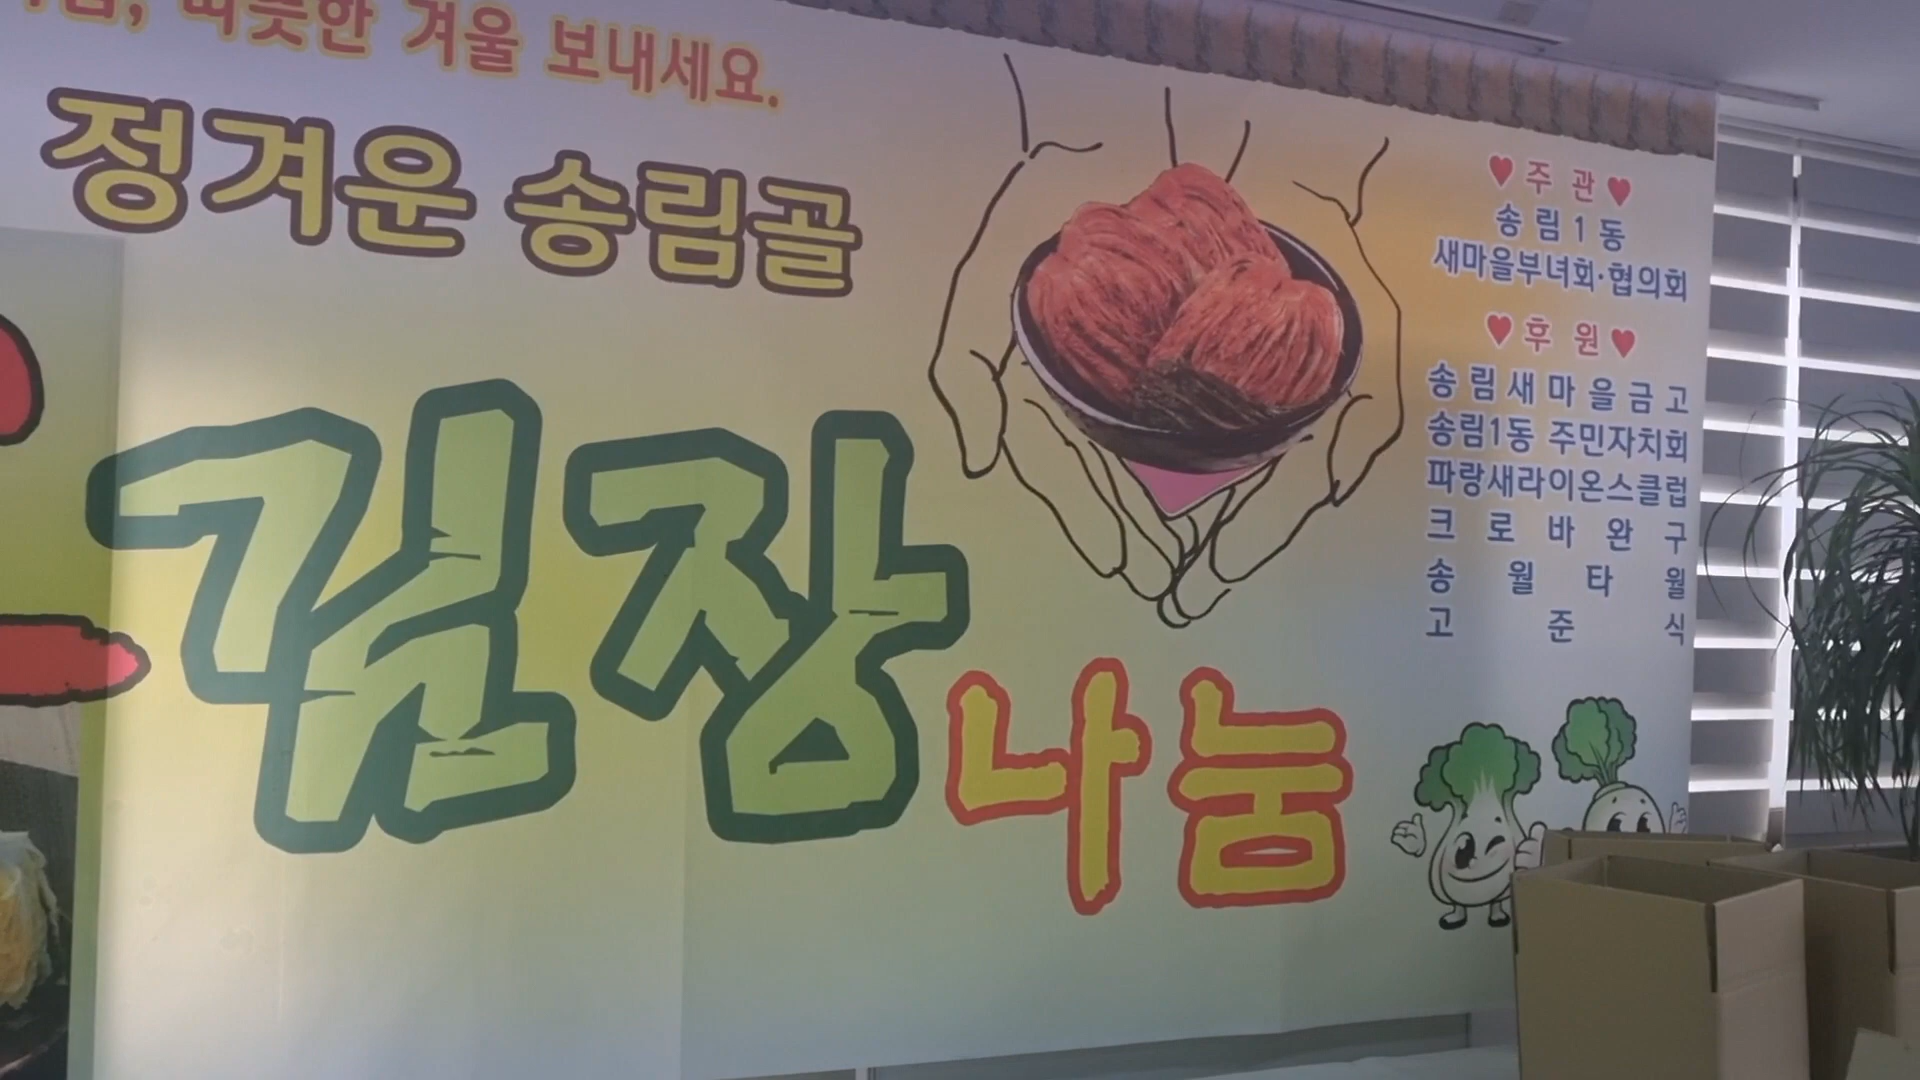 따뜻한 겨울 보내세요.
정겨운 송림골
김장
나눔
♥주 관♥
송 림 1 동
새마을부녀회·협의회
♥후 원♥
송 림 새 마 을 금 고
송림1동 주민자치회
파랑새라이온스클럽
크 로 바 완 구
송 월 타 월
고 준 식